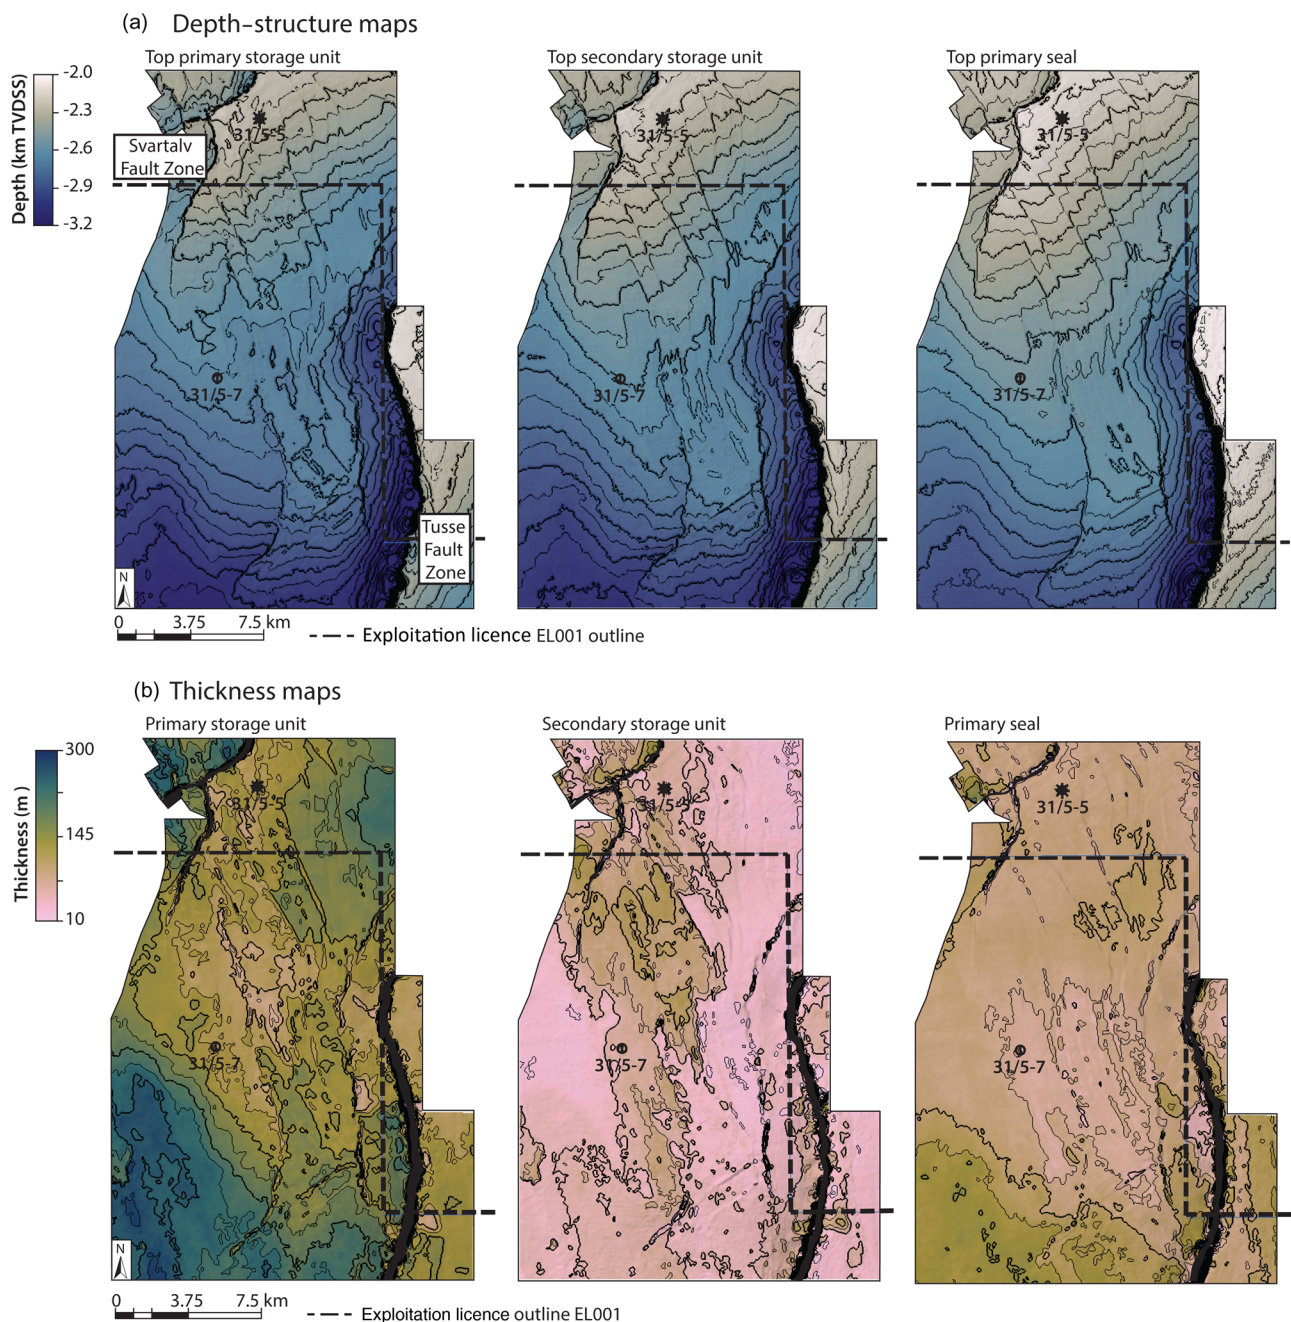 (a) Depth–structure maps
Top primary storage unit
Top secondary storage unit
Top primary seal
Depth (km TVDSS)
-2.0
-2.3
-2.6
-2.9
-3.2
Svartalv
Fault Zone
31/5-5
31/5-5
31/5-5
31/5-7
31/5-7
31/5-7
Tusse
Fault
Zone
N
0 3.75 7.5 km
Exploitation licence EL001 outline
(b) Thickness maps
Primary storage unit
Secondary storage unit
Primary seal
Thickness (m)
300
145
10
31/5-5
31/5-5
31/5-5
31/5-7
31/5-7
31/5-7
N
0 3.75 7.5 km
Exploitation licence outline EL001